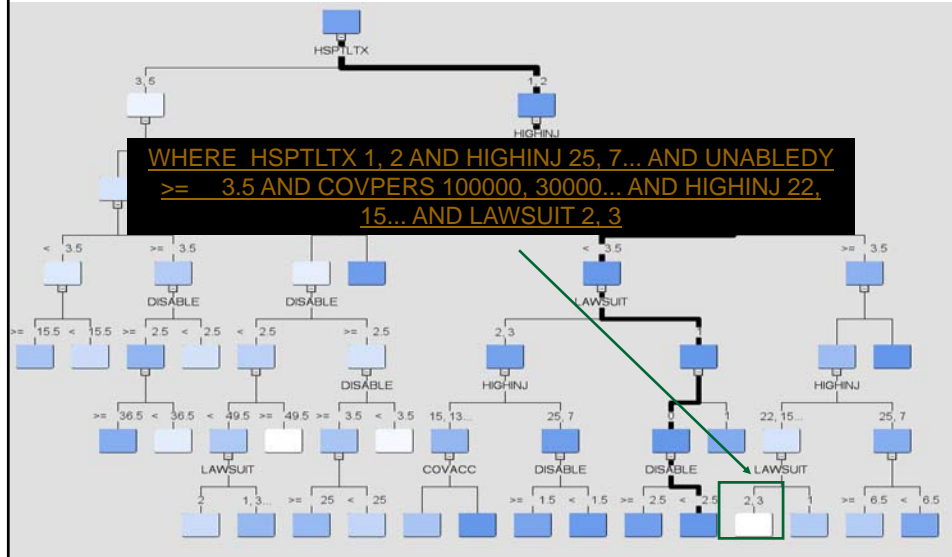 HSPTLTX
3, 5 1, 2
HIGHINJ
WHERE HSPTLTX 1, 2 AND HIGHINJ 25, 7... AND UNABLEDY
>= 3.5 AND COVPERS 100000, 30000... AND HIGHINJ 22,
15... AND LAWSUIT 2, 3
< 3.5 >= 3.5 < 3.5 >= 3.5
DISABLE DISABLE LAWSUIT
>= 15.5 < 15.5 >= 2.5 < 2.5 < 2.5 >= 2.5 2, 3 1
DISABLE HIGHINJ HIGHINJ
>= 36.5 < 36.5 < 49.5 >= 49.5 >= 3.5 < 3.5 15, 13... 25, 7 0 1 22, 15... 25, 7
LAWSUIT COVACC DISABLE DISABLE LAWSUIT
2 1, 3... >= 25 < 25 >= 1.5 < 1.5 >= 2.5 < 2.5 2, 3 1 >= 6.5 < 6.5